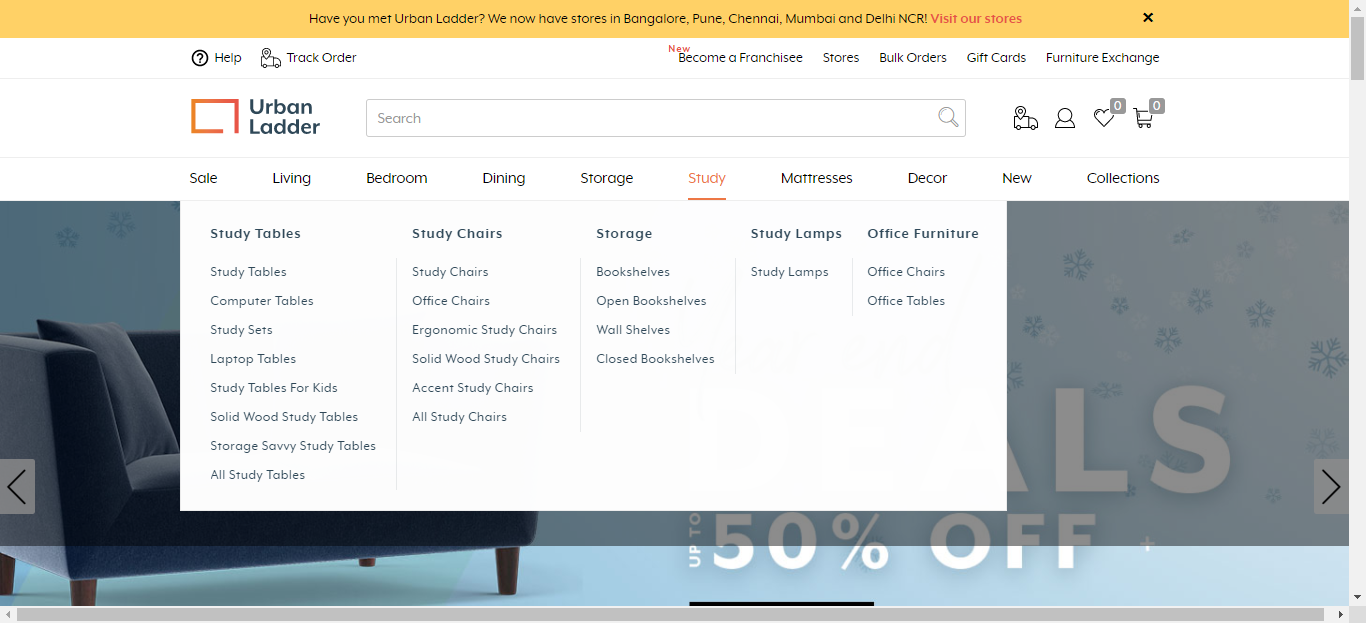 Have you met Urban Ladder? We now have stores in Bangalore, Pune, Chennai, Mumbai and Delhi NCR! Visit our stores
Help
Track Order
New
Become a Franchisee
Stores
Bulk Orders
Gift Cards
Furniture Exchange
Urban
Ladder
Search
0
0
Sale
Living
Bedroom
Dining
Storage
Study
Mattresses
Decor
New
Collections
Study Tables
Study Tables
Computer Tables
Study Sets
Laptop Tables
Study Tables For Kids
Solid Wood Study Tables
Storage Savvy Study Tables
All Study Tables
Study Chairs
Study Chairs
Office Chairs
Ergonomic Study Chairs
Solid Wood Study Chairs
Accent Study Chairs
All Study Chairs
Storage
Bookshelves
Open Bookshelves
Wall Shelves
Closed Bookshelves
Study Lamps
Study Lamps
Office Furniture
Office Chairs
Office Tables
DEALS
UP TO
50% OFF